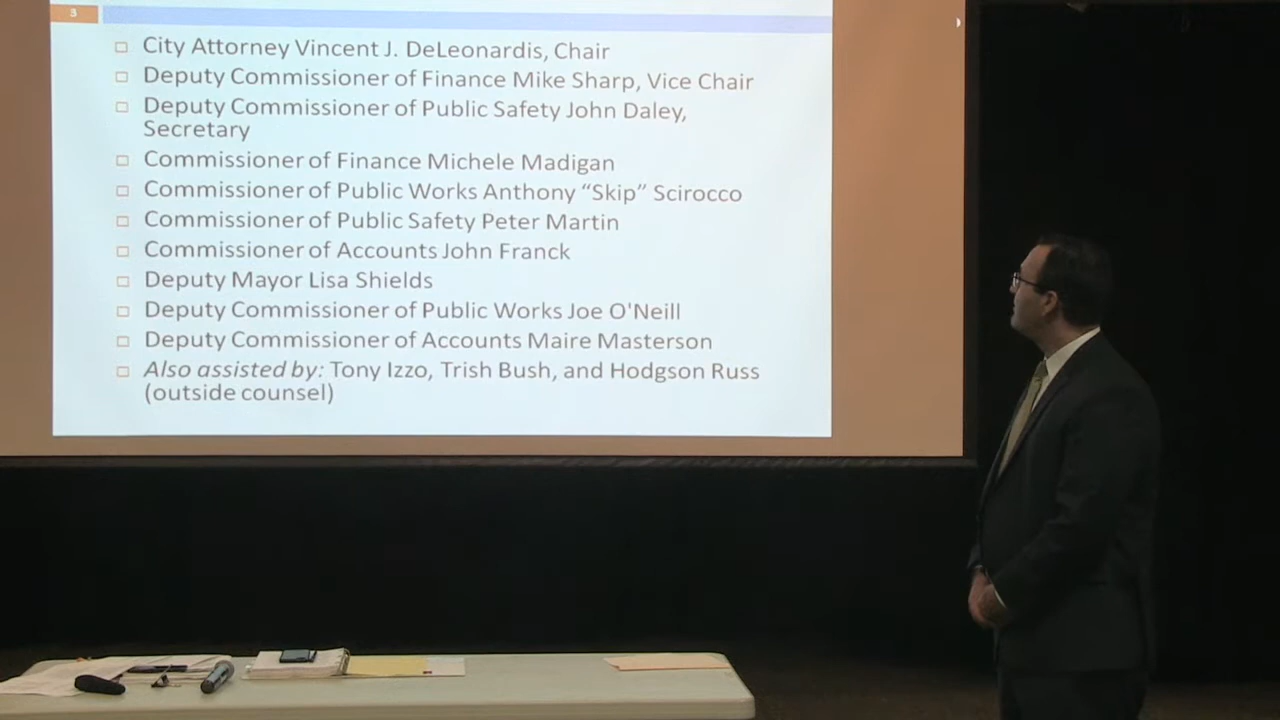 3
City Attorney Vincent J. DeLeonardis, Chair
Deputy Commissioner of Finance Mike Sharp, Vice Chair
Deputy Commissioner of Public Safety John Daley,
Secretary
Commissioner of Finance Michele Madigan
Commissioner of Public Works Anthony “Skip” Scirocco
Commissioner of Public Safety Peter Martin
Commissioner of Accounts John Franck
Deputy Mayor Lisa Shields
Deputy Commissioner of Public Works Joe O'Neill
Deputy Commissioner of Accounts Maire Masterson
Also assisted by: Tony Izzo, Trish Bush, and Hodgson Russ
(outside counsel)